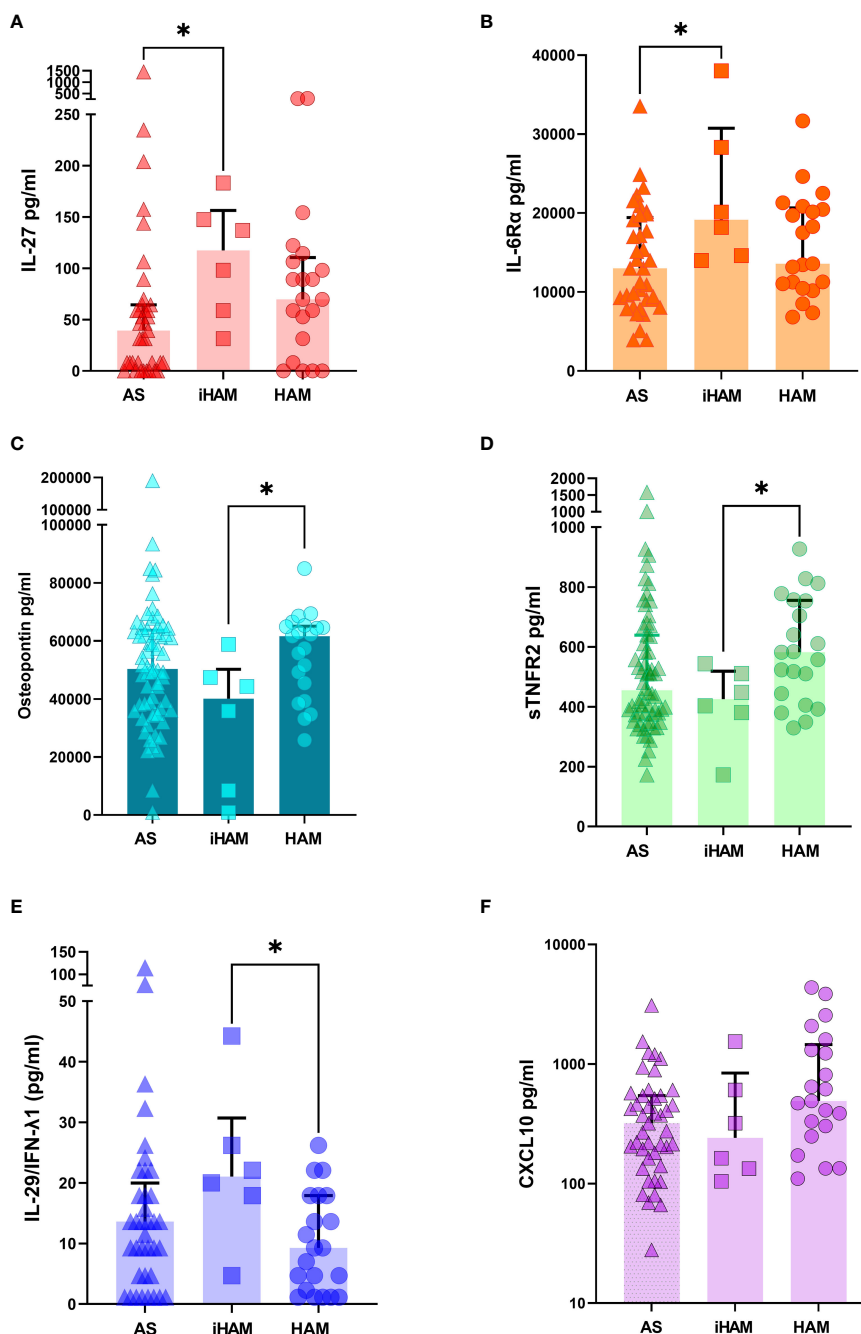 A
*
1500
1000
500
250
200
150
100
50
0
IL-27 pg/ml
AS iHAM HAM
B
*
40000
30000
20000
10000
0
IL-6Rα pg/ml
AS iHAM HAM
C
*
200000
100000
100000
80000
60000
40000
20000
0
Osteopontin pg/ml
AS iHAM HAM
D
*
2000
1500
1000
1000
800
600
400
200
0
sTNFR2 pg/ml
AS iHAM HAM
E
*
150
100
50
50
40
30
20
10
0
IL-29/IFN-λ1 (pg/ml)
AS iHAM HAM
F
10000
1000
100
10
CXCL10 pg/ml
AS iHAM HAM